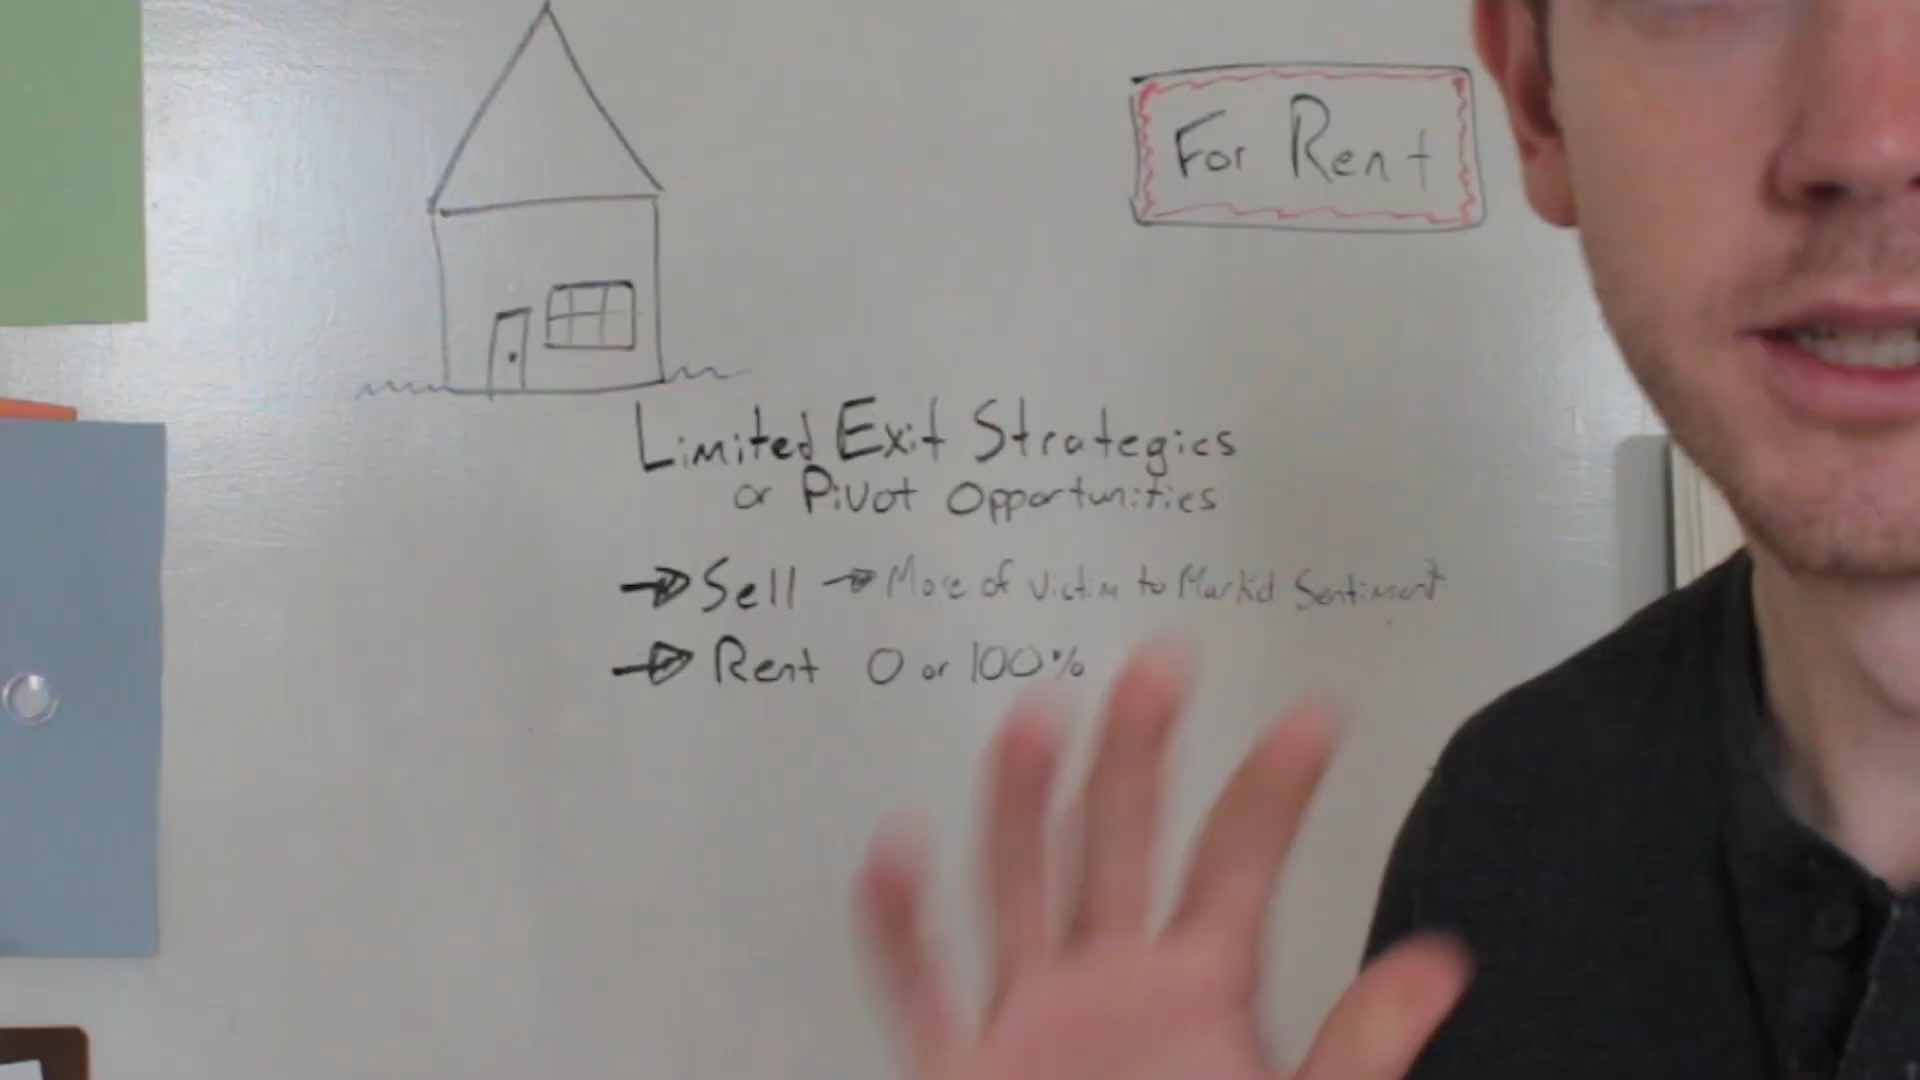 For Rent
Limited Exit Strategies
or Pivot Opportunities
Sell More of victim to Market Sentiment
Rent 0 or 100%